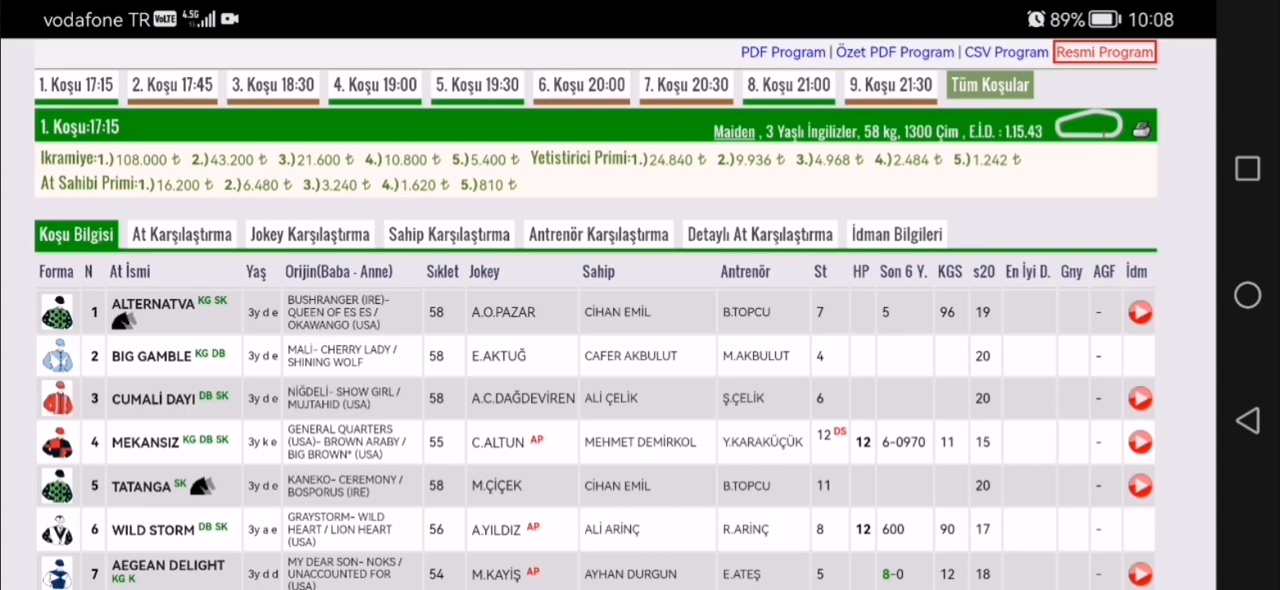 vodafone TR VoLTE 4.5G 89% 10:08
PDF Program | Özet PDF Program | CSV Program Resmi Program
1. Koşu 17:15 2. Koşu 17:45 3. Koşu 18:30 4. Koşu 19:00 5. Koşu 19:30 6. Koşu 20:00 7. Koşu 20:30 8. Koşu 21:00 9. Koşu 21:30 Tüm Koşular
1. Koşu:17:15 Maiden , 3 Yaşlı İngilizler, 58 kg, 1300 Çim , E.İ.D. : 1.15.43
Ikramiye:1.)108.000 ₺ 2.)43.200 ₺ 3.)21.600 ₺ 4.)10.800 ₺ 5.)5.400 ₺ Yetistirici Primi:1.)24.840 ₺ 2.)9.936 ₺ 3.)4.968 ₺ 4.)2.484 ₺ 5.)1.242 ₺
At Sahibi Primi:1.)16.200 ₺ 2.)6.480 ₺ 3.)3.240 ₺ 4.)1.620 ₺ 5.)810 ₺
Koşu Bilgisi At Karşılaştırma Jokey Karşılaştırma Sahip Karşılaştırma Antrenör Karşılaştırma Detaylı At Karşılaştırma İdman Bilgileri
Forma N At İsmi Yaş Orijin(Baba - Anne) Sıklet Jokey Sahip Antrenör St HP Son 6 Y. KGS s20 En İyi D. Gny AGF İdm
1 ALTERNATVA KG SK 3y d e BUSHRANGER (IRE)- QUEEN OF ES ES / OKAWANGO (USA) 58 A.O.PAZAR CİHAN EMİL B.TOPCU 7 5 96 19 -
2 BIG GAMBLE KG DB 3y d e MALİ- CHERRY LADY / SHINING WOLF 58 E.AKTUĞ CAFER AKBULUT M.AKBULUT 4 20 -
3 CUMALİ DAYI DB SK 3y d e NİĞDELİ- SHOW GIRL / MUJTAHID (USA) 58 A.C.DAĞDEVİREN ALİ ÇELİK Ş.ÇELİK 6 20 -
4 MEKANSIZ KG DB SK 3y k e GENERAL QUARTERS (USA)- BROWN ARABY / BIG BROWN* (USA) 55 C.ALTUN AP MEHMET DEMİRKOL Y.KARAKÜÇÜK 12 DS 12 6-0970 11 15 -
5 TATANGA SK 3y d e KANEKO- CEREMONY / BOSPORUS (IRE) 58 M.ÇİÇEK CİHAN EMİL B.TOPCU 11 20 -
6 WILD STORM DB SK 3y a e GRAYSTORM- WILD HEART / LION HEART (USA) 56 A.YILDIZ AP ALİ ARİNÇ R.ARİNÇ 8 12 600 90 17 -
7 AEGEAN DELIGHT KG K 3y d d MY DEAR SON- NOKS / UNACCOUNTED FOR (USA) 54 M.KAYİŞ AP AYHAN DURGUN E.ATEŞ 5 8-0 12 18 -